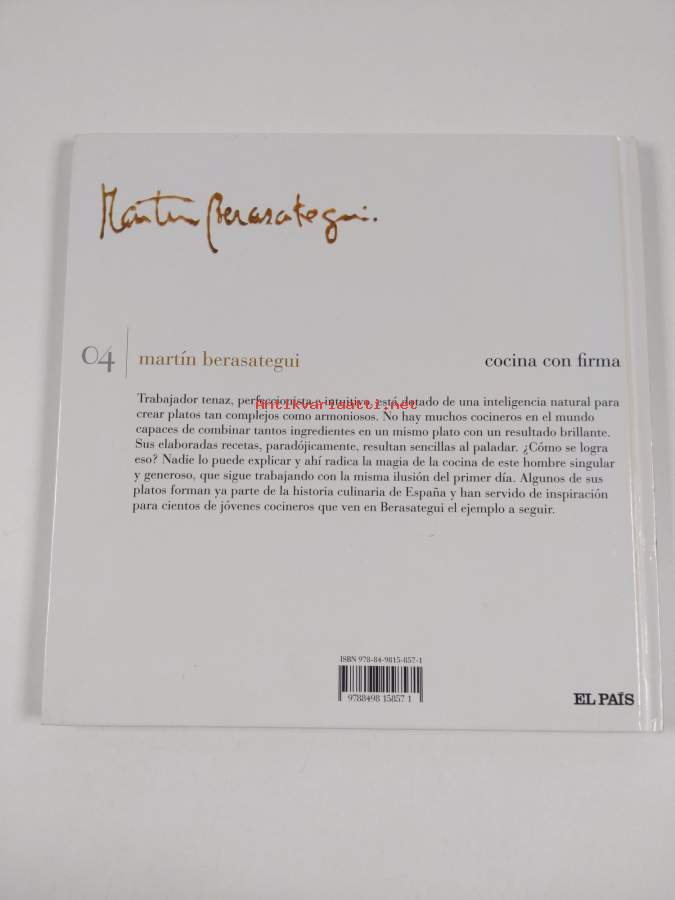 Martín Berasategui.
04 martín berasategui cocina con firma
Trabajador tenaz, perfeccionista e intuitivo, está dotado de una inteligencia natural para
Antikvariaatti.net
crear platos tan complejos como armoniosos. No hay muchos cocineros en el mundo
capaces de combinar tantos ingredientes en un mismo plato con un resultado brillante.
Sus elaboradas recetas, paradójicamente, resultan sencillas al paladar. ¿Cómo se logra
eso? Nadie lo puede explicar y ahí radica la magia de la cocina de este hombre singular
y generoso, que sigue trabajando con la misma ilusión del primer día. Algunos de sus
platos forman ya parte de la historia culinaria de España y han servido de inspiración
para cientos de jóvenes cocineros que ven en Berasategui el ejemplo a seguir.
ISBN 978-84-9815-857-1
9788498 158571
EL PAÍS